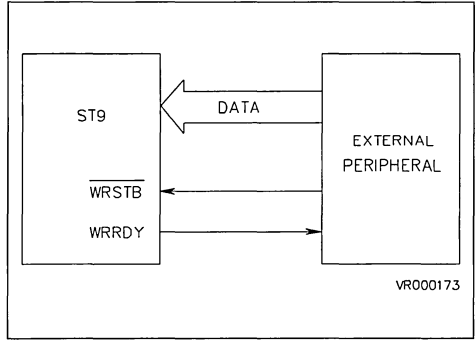 ST9
DATA
EXTERNAL
PERIPHERAL
WRSTB
WRRDY
VR000173